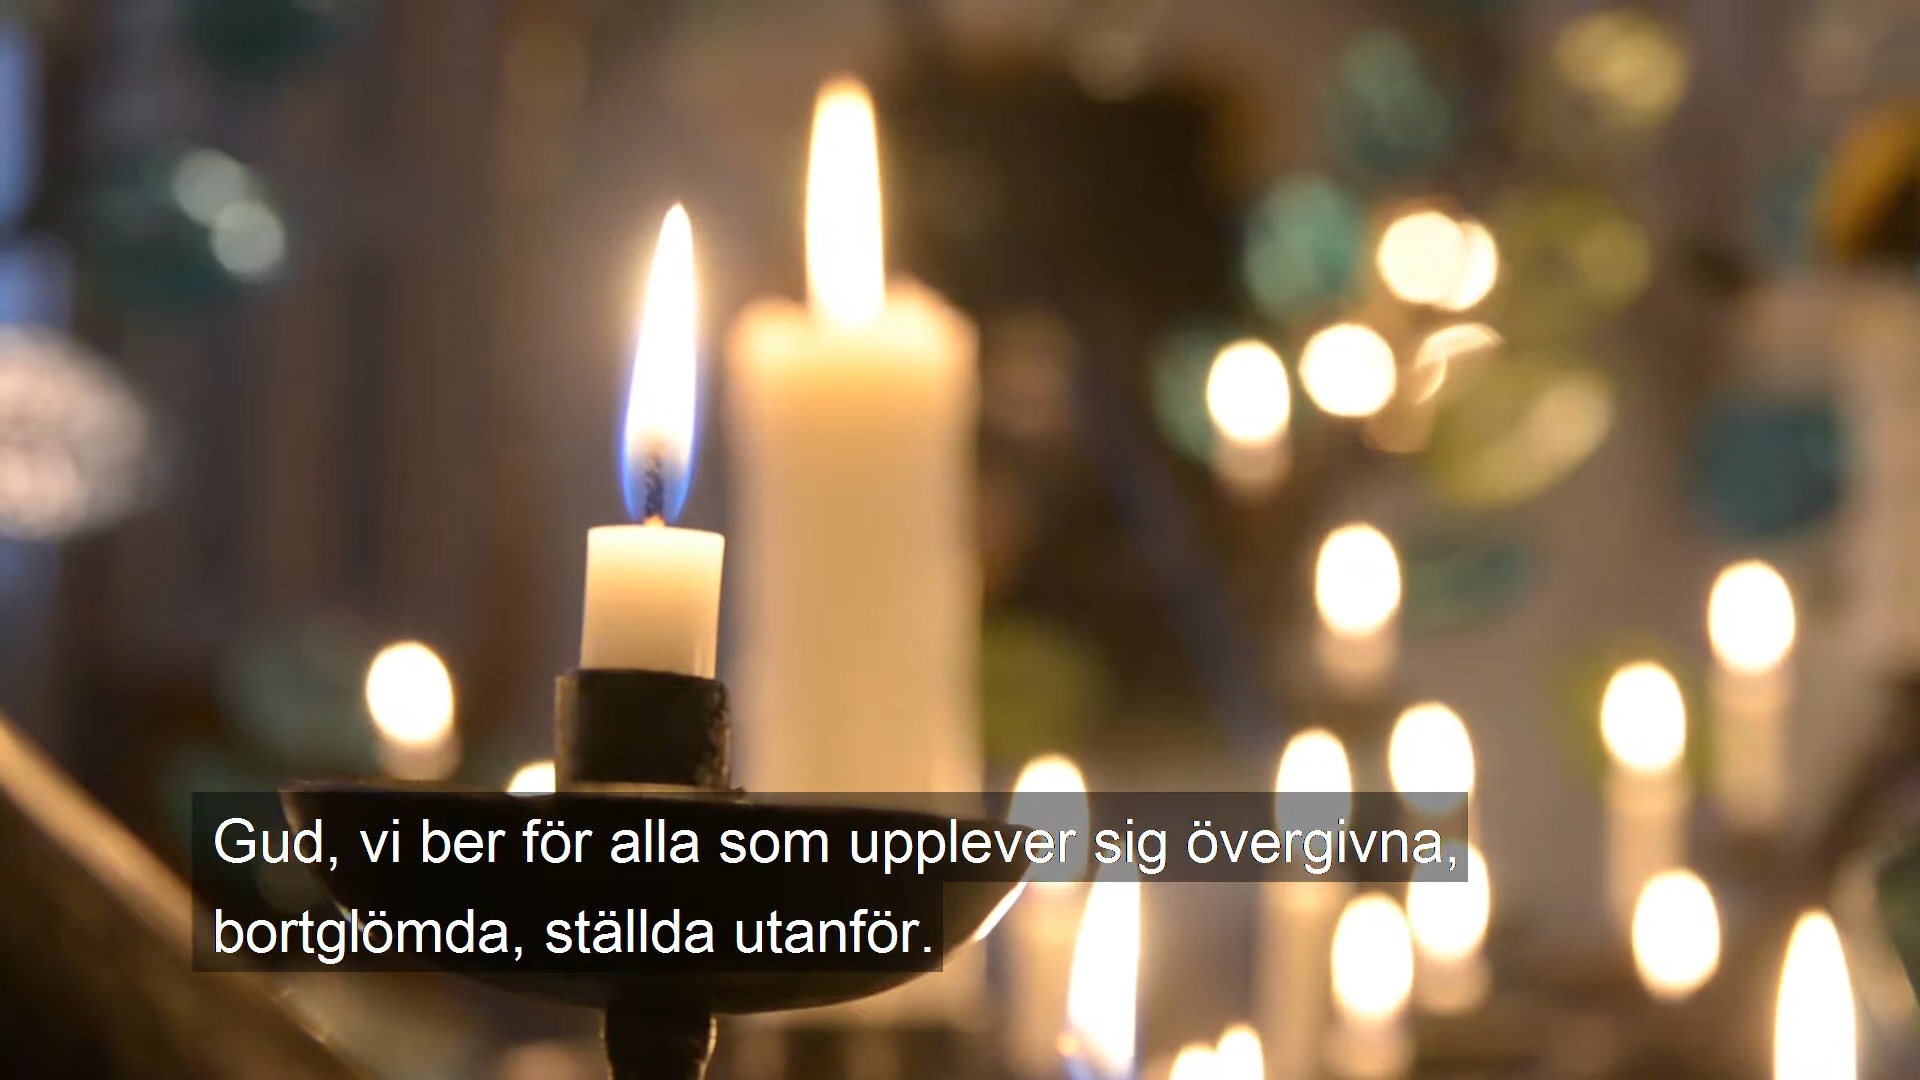 Gud, vi ber för alla som upplever sig övergivna,
bortglömda, ställda utanför.